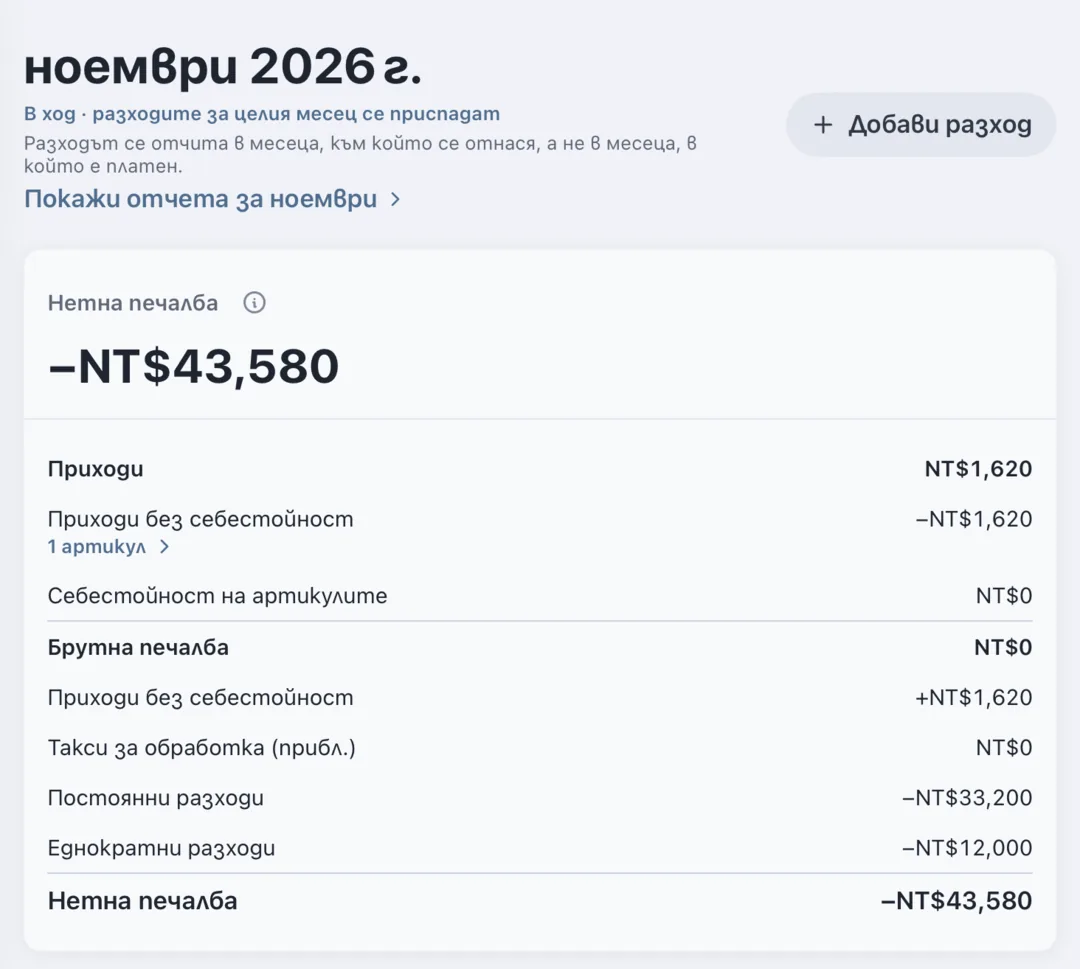 ноември 2026 г.
В ход · разходите за целия месец се приспадат
Разходът се отчита в месеца, към който се отнася, а не в месеца, в
който е платен.
Покажи отчета за ноември >
+ Добави разход
Нетна печалба
–NT$43,580
Приходи NT$1,620
Приходи без себестойност –NT$1,620
1 артикул >
Себестойност на артикулите NT$0
Брутна печалба NT$0
Приходи без себестойност +NT$1,620
Такси за обработка (прибл.) NT$0
Постоянни разходи –NT$33,200
Еднократни разходи –NT$12,000
Нетна печалба –NT$43,580